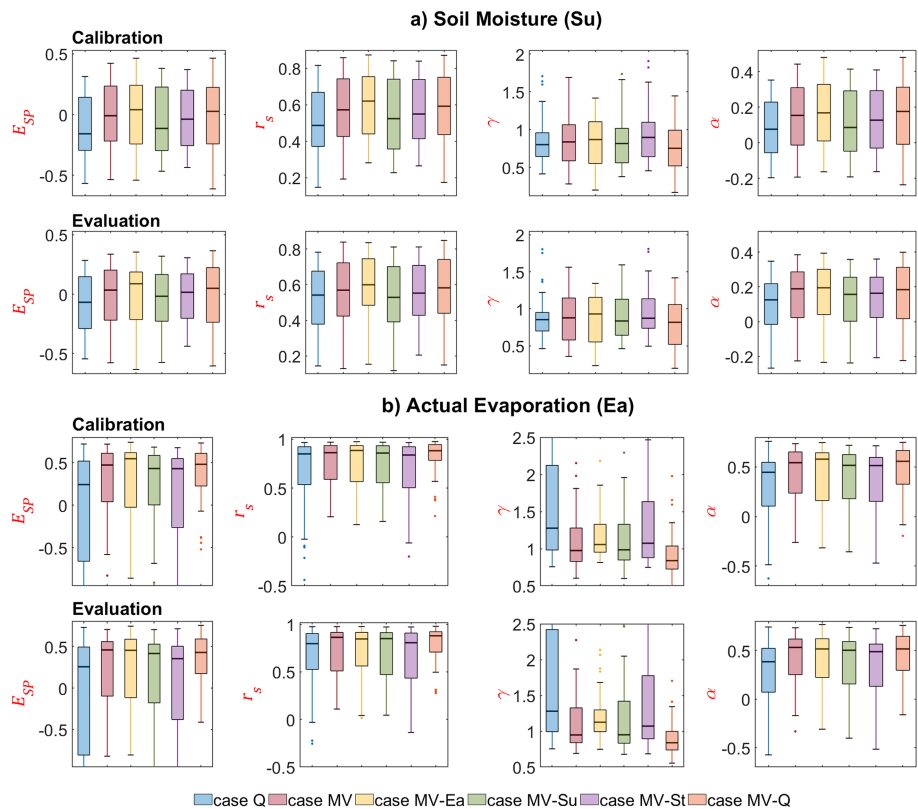 a) Soil Moisture (Su)
Calibration
E_SP 0.5 0 -0.5
r_s 0.8 0.6 0.4 0.2
γ 2 1.5 1 0.5
α 0.4 0.2 0 -0.2
Evaluation
E_SP 0.5 0 -0.5
r_s 0.8 0.6 0.4 0.2
γ 2 1.5 1 0.5
α 0.4 0.2 0 -0.2
b) Actual Evaporation (Ea)
Calibration
E_SP 0.5 0 -0.5
r_s 1 0.5 0 -0.5
γ 2.5 2 1.5 1 0.5
α 0.5 0 -0.5
Evaluation
E_SP 0.5 0 -0.5
r_s 1 0.5 0 -0.5
γ 2.5 2 1.5 1 0.5
α 0.5 0 -0.5
case Q case MV case MV-Ea case MV-Su case MV-St case MV-Q